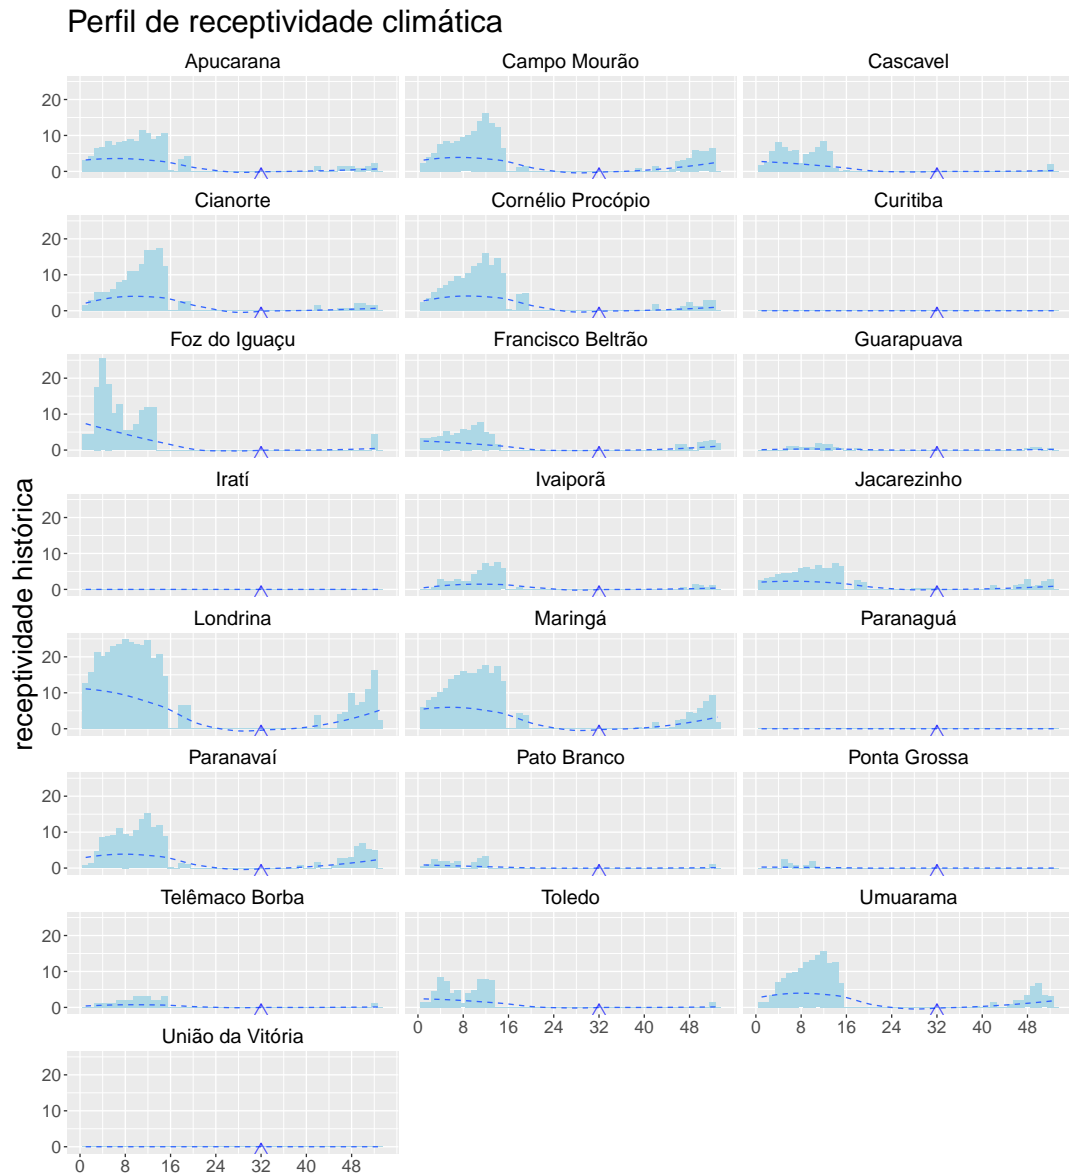 Perfil de receptividade climática
Apucarana
Campo Mourão
Cascavel
20
10
0
Cianorte
Cornélio Procópio
Curitiba
20
10
0
Foz do Iguaçu
Francisco Beltrão
Guarapuava
20
10
0
Iratí
Ivaiporã
Jacarezinho
20
10
0
Londrina
Maringá
Paranaguá
20
10
0
Paranavaí
Pato Branco
Ponta Grossa
20
10
0
Telêmaco Borba
Toledo
Umuarama
20
10
0
0 8 16 24 32 40 48
0 8 16 24 32 40 48
União da Vitória
20
10
0
0 8 16 24 32 40 48
receptividade histórica